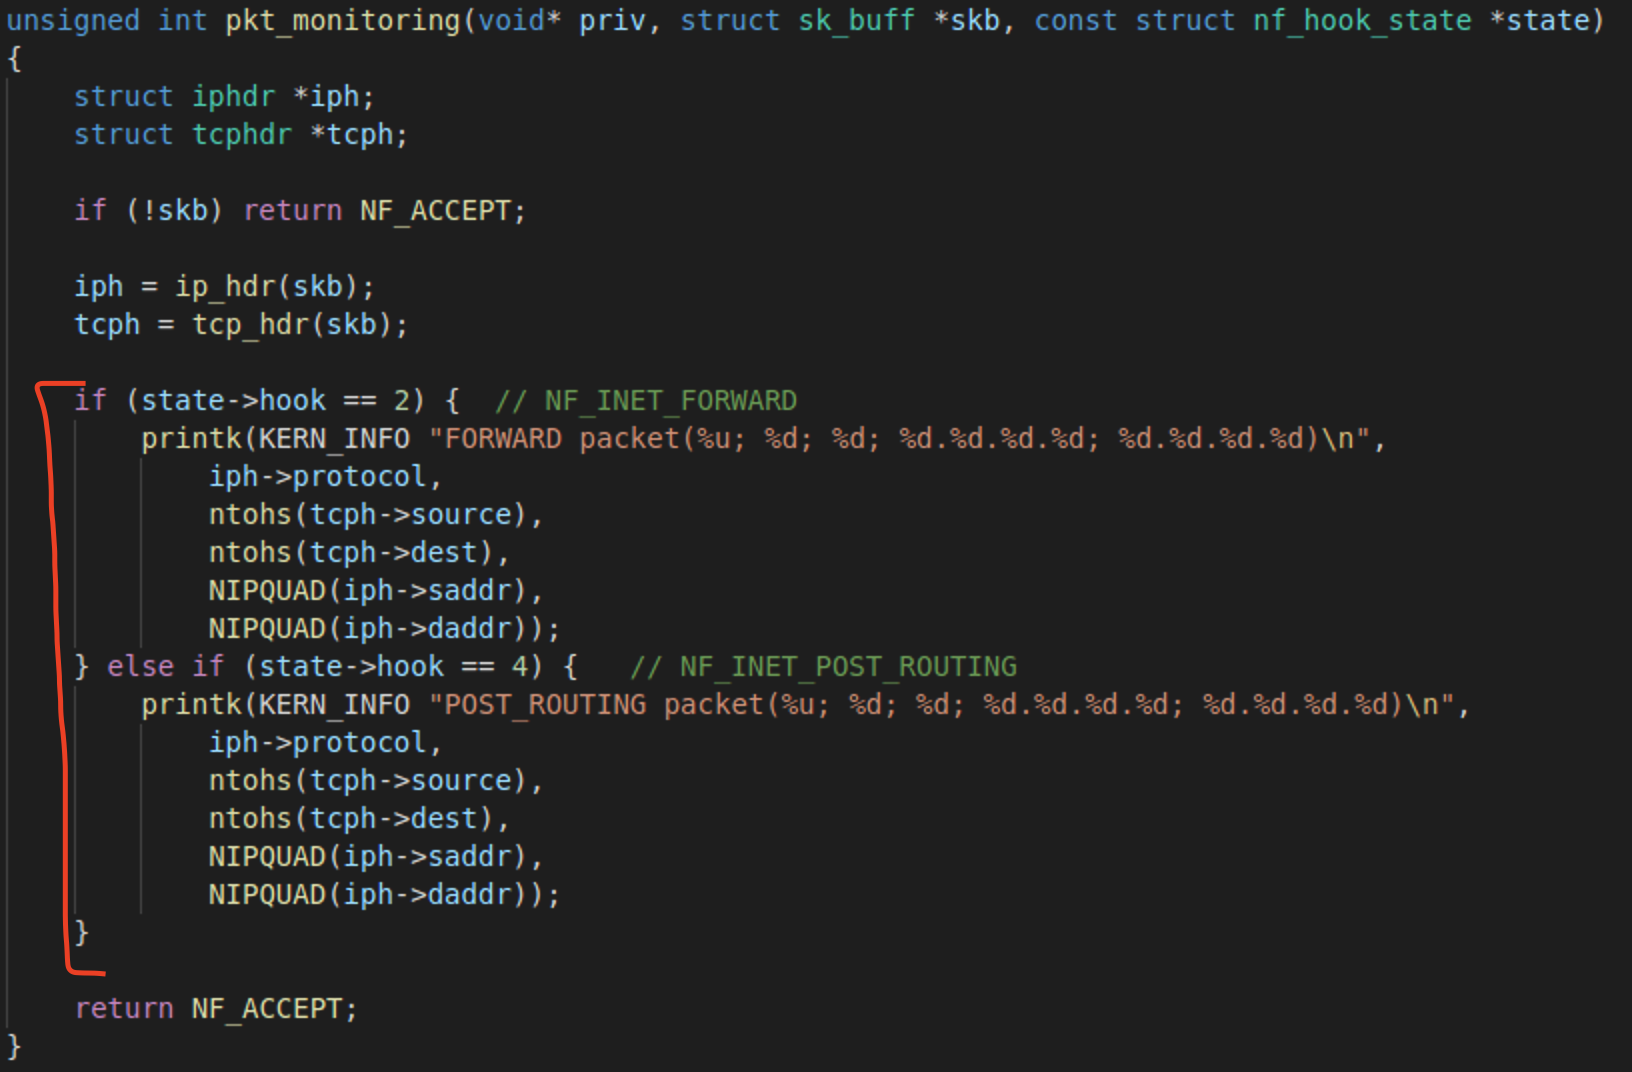 unsigned int pkt_monitoring(void* priv, struct sk_buff *skb, const struct nf_hook_state *state)
{
    struct iphdr *iph;
    struct tcphdr *tcph;

    if (!skb) return NF_ACCEPT;

    iph = ip_hdr(skb);
    tcph = tcp_hdr(skb);

    if (state->hook == 2) {  // NF_INET_FORWARD
        printk(KERN_INFO "FORWARD packet(%u; %d; %d; %d.%d.%d.%d; %d.%d.%d.%d)\n",
            iph->protocol,
            ntohs(tcph->source),
            ntohs(tcph->dest),
            NIPQUAD(iph->saddr),
            NIPQUAD(iph->daddr));
    } else if (state->hook == 4) {   // NF_INET_POST_ROUTING
        printk(KERN_INFO "POST_ROUTING packet(%u; %d; %d; %d.%d.%d.%d; %d.%d.%d.%d)\n",
            iph->protocol,
            ntohs(tcph->source),
            ntohs(tcph->dest),
            NIPQUAD(iph->saddr),
            NIPQUAD(iph->daddr));
    }

    return NF_ACCEPT;
}